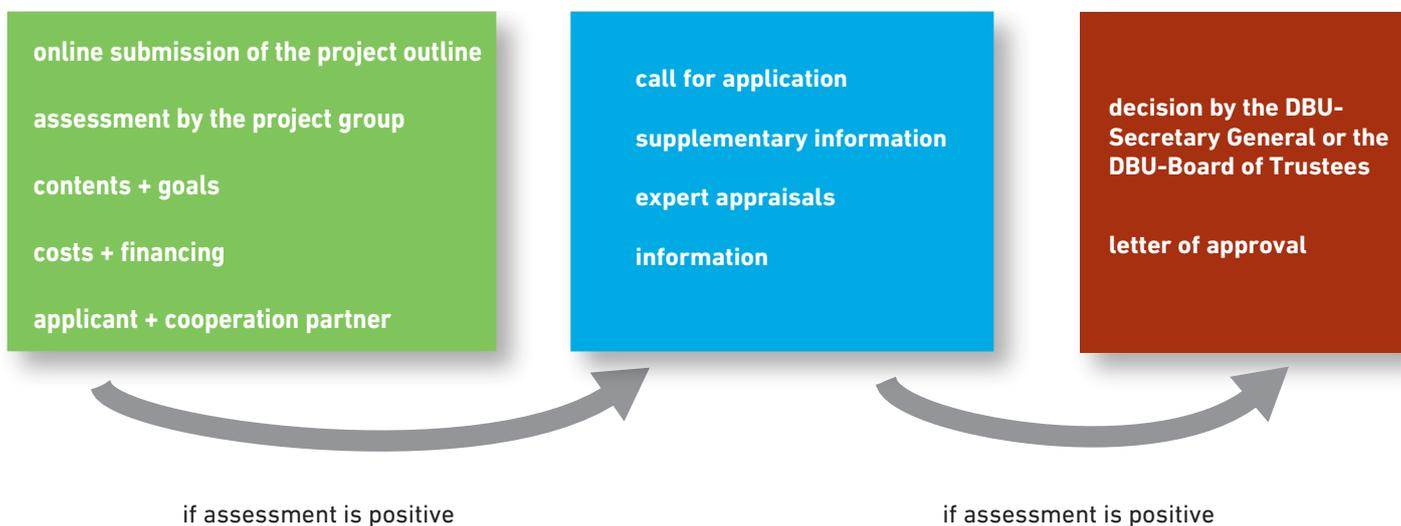 online submission of the project outline
assessment by the project group
contents + goals
costs + financing
applicant + cooperation partner
call for application
supplementary information
expert appraisals
information
decision by the DBU-
Secretary General or the
DBU-Board of Trustees
letter of approval
if assessment is positive
if assessment is positive